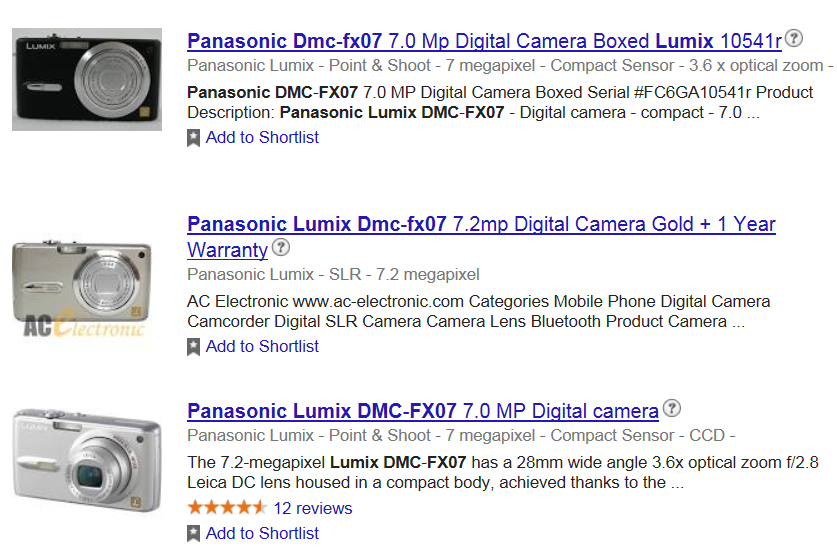 LUMIX
Panasonic Dmc-fx07 7.0 Mp Digital Camera Boxed Lumix 10541r ?
Panasonic Lumix - Point & Shoot - 7 megapixel - Compact Sensor - 3.6 x optical zoom -
Panasonic DMC-FX07 7.0 MP Digital Camera Boxed Serial #FC6GA10541r Product
Description: Panasonic Lumix DMC-FX07 - Digital camera - compact - 7.0 ...
Add to Shortlist
Panasonic Lumix Dmc-fx07 7.2mp Digital Camera Gold + 1 Year
Warranty ?
Panasonic Lumix - SLR - 7.2 megapixel
AC Electronic www.ac-electronic.com Categories Mobile Phone Digital Camera
Camcorder Digital SLR Camera Camera Lens Bluetooth Product Camera ...
AC Electronic
Add to Shortlist
Panasonic Lumix DMC-FX07 7.0 MP Digital camera ?
LUMIX
Panasonic Lumix - Point & Shoot - 7 megapixel - Compact Sensor - CCD -
The 7.2-megapixel Lumix DMC-FX07 has a 28mm wide angle 3.6x optical zoom f/2.8
Leica DC lens housed in a compact body, achieved thanks to the ...
12 reviews
Add to Shortlist